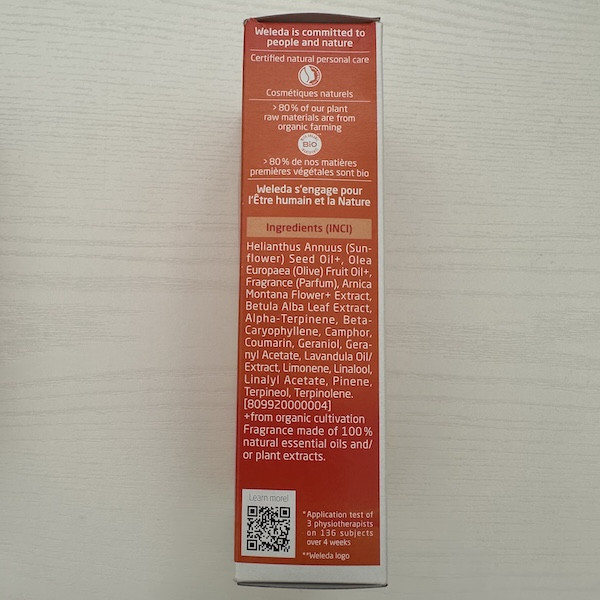 Weleda is committed to
people and nature
Certified natural personal care
Cosmétiques naturels
> 80 % of our plant
raw materials are from
organic farming
BIO
> 80 % de nos matières
premières végétales sont bio
Weleda s'engage pour
l'Être humain et la Nature
Ingredients (INCI)
Helianthus Annuus (Sun-
flower) Seed Oil+, Olea
Europaea (Olive) Fruit Oil+,
Fragrance (Parfum), Arnica
Montana Flower+ Extract,
Betula Alba Leaf Extract,
Alpha-Terpinene, Beta-
Caryophyllene, Camphor,
Coumarin, Geraniol, Gera-
nyl Acetate, Lavandula Oil/
Extract, Limonene, Linalool,
Linalyl Acetate, Pinene,
Terpineol, Terpinolene.
[809920000004]
+from organic cultivation
Fragrance made of 100 %
natural essential oils and/
or plant extracts.
Learn more!
*Application test of
3 physiotherapists
on 136 subjects
over 4 weeks
**Weleda logo